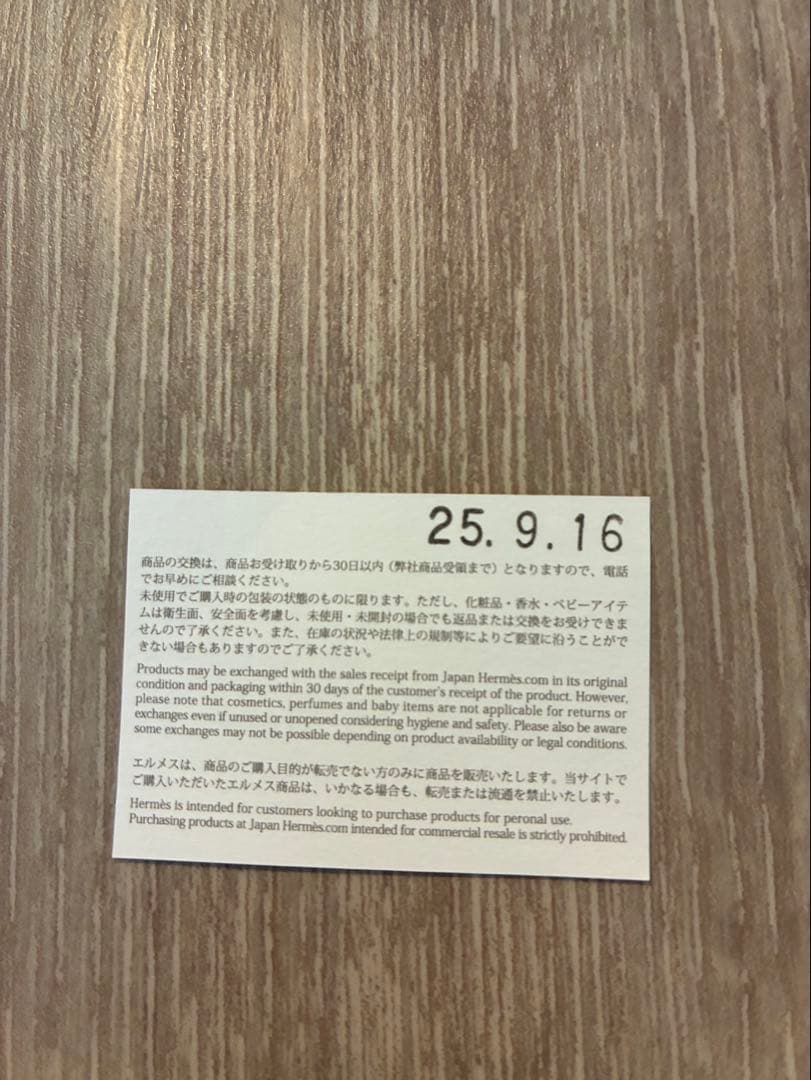 25. 9. 16
商品の交換は、商品お受け取りから30日以内（弊社商品受領まで）となりますので、電話
でお早めにご相談ください。
未使用でご購入時の包装の状態のものに限ります。ただし、化粧品・香水・ベビーアイテ
ムは衛生面、安全面を考慮し、未使用・未開封の場合でも返品または交換をお受けできま
せんので了承ください。また、在庫の状況や法律上の規制等によりご要望に沿うことがで
きない場合もありますのでご了承ください。
Products may be exchanged with the sales receipt from Japan Hermès.com in its original
condition and packaging within 30 days of the customer's receipt of the product. However,
please note that cosmetics, perfumes and baby items are not applicable for returns or
exchanges even if unused or unopened considering hygiene and safety. Please also be aware
some exchanges may not be possible depending on product availability or legal conditions.
エルメスは、商品のご購入目的が転売でない方のみに商品を販売いたします。当サイトで
ご購入いただいたエルメス商品は、いかなる場合も、転売または流通を禁止いたします。
Hermès is intended for customers looking to purchase products for peronal use.
Purchasing products at Japan Hermès.com intended for commercial resale is strictly prohibited.